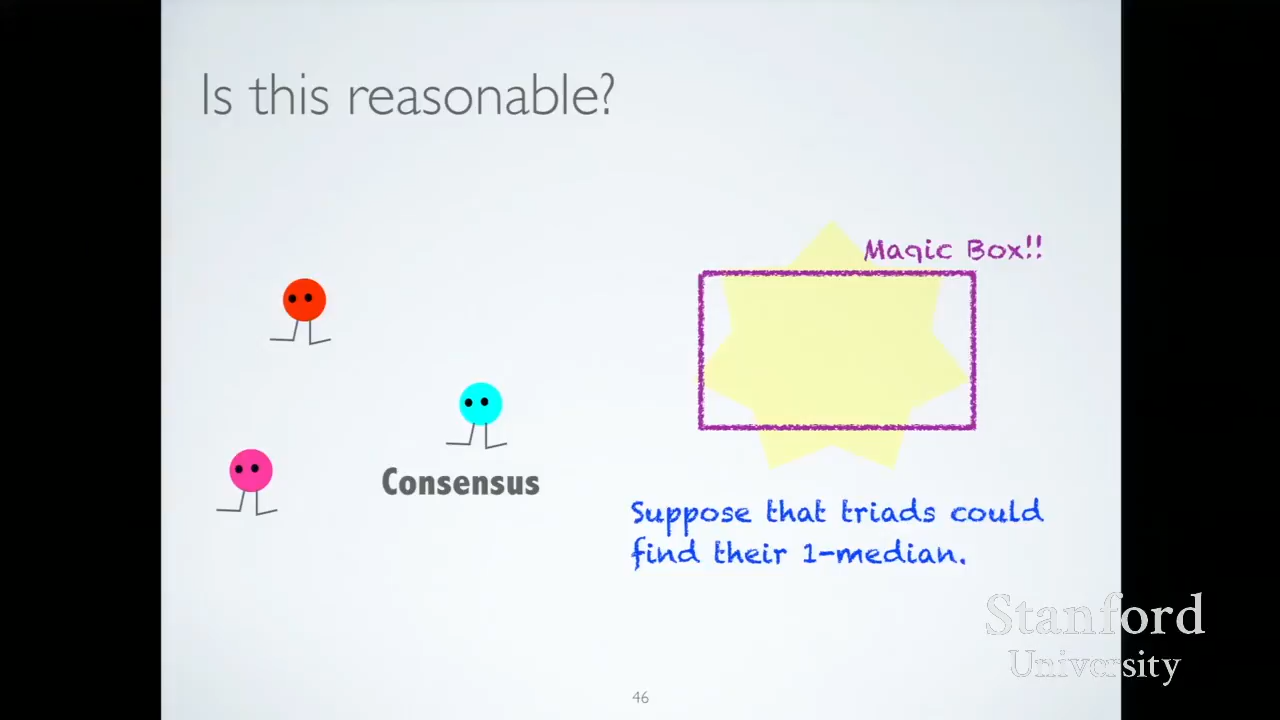 Is this reasonable?
Magic Box!!
Consensus
Suppose that triads could
find their 1-median.
Stanford
University
46